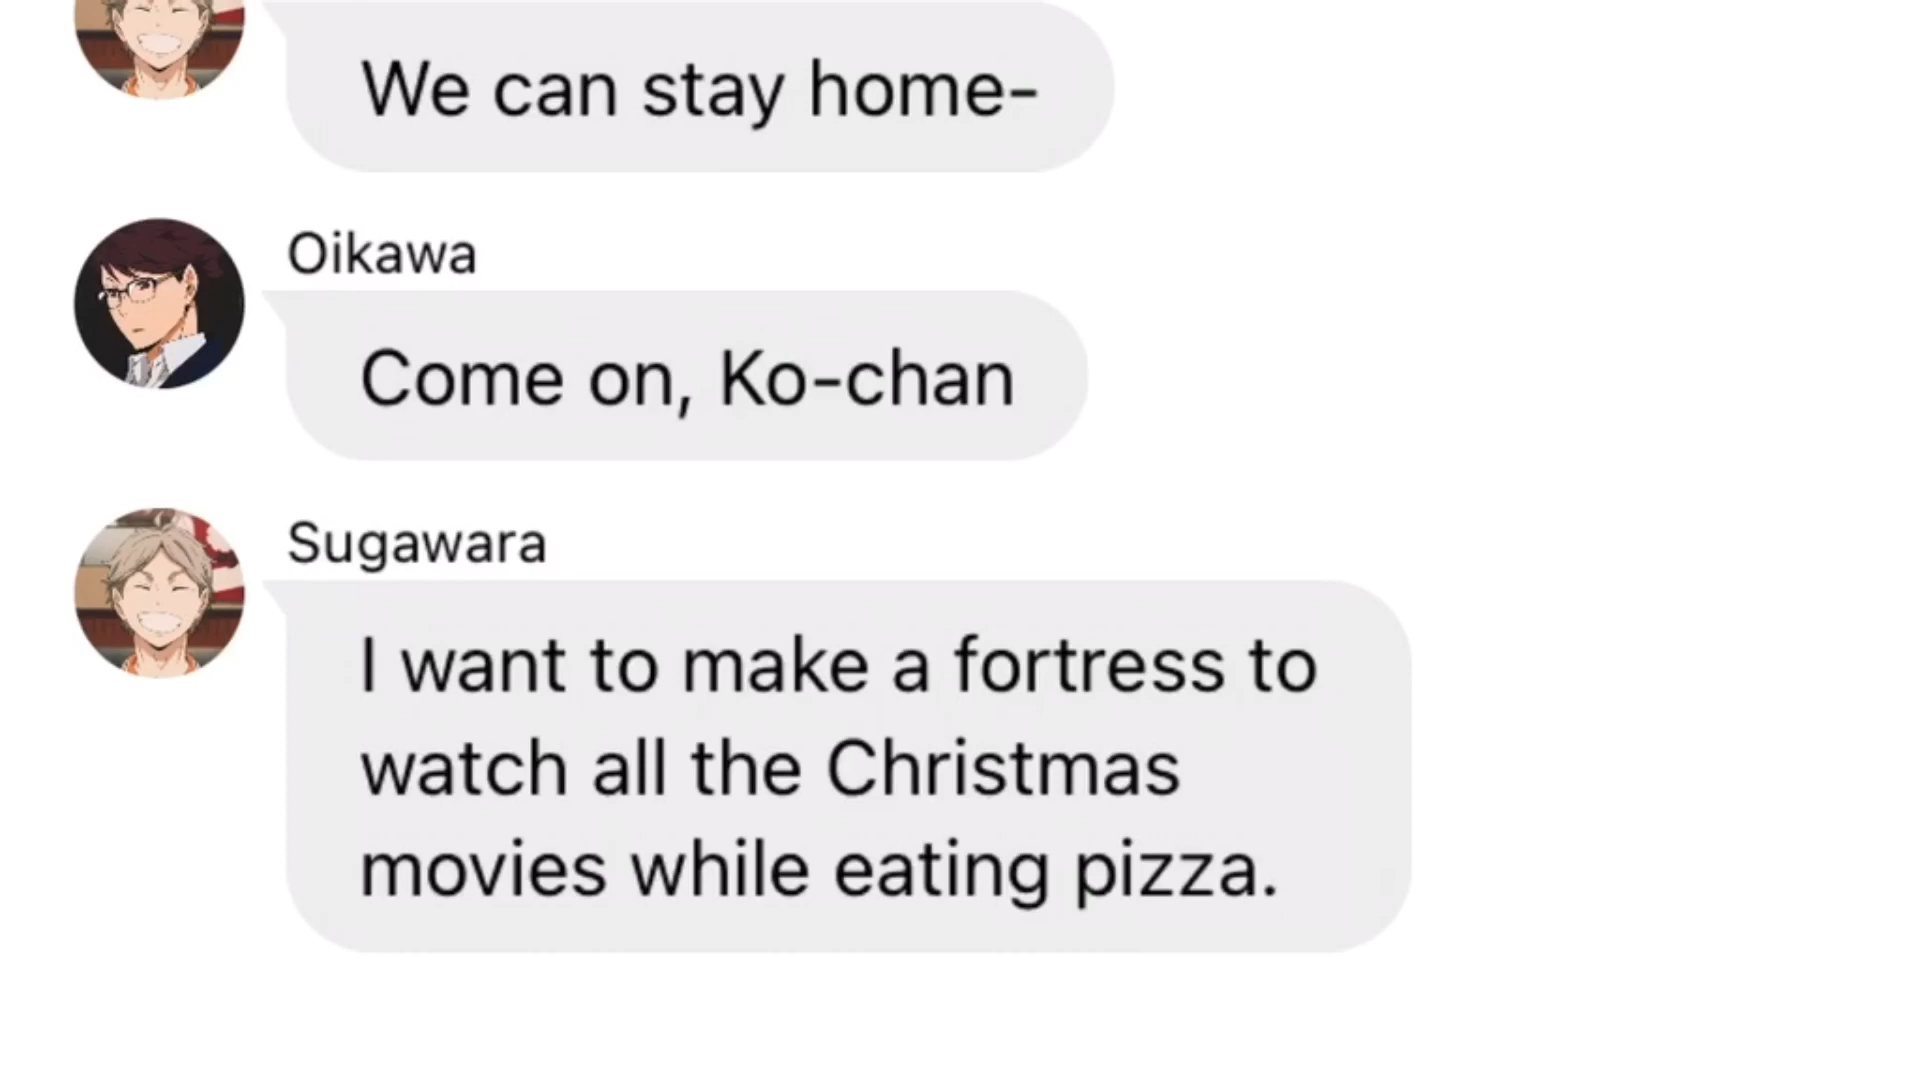 We can stay home-
Oikawa
Come on, Ko-chan
Sugawara
I want to make a fortress to
watch all the Christmas
movies while eating pizza.